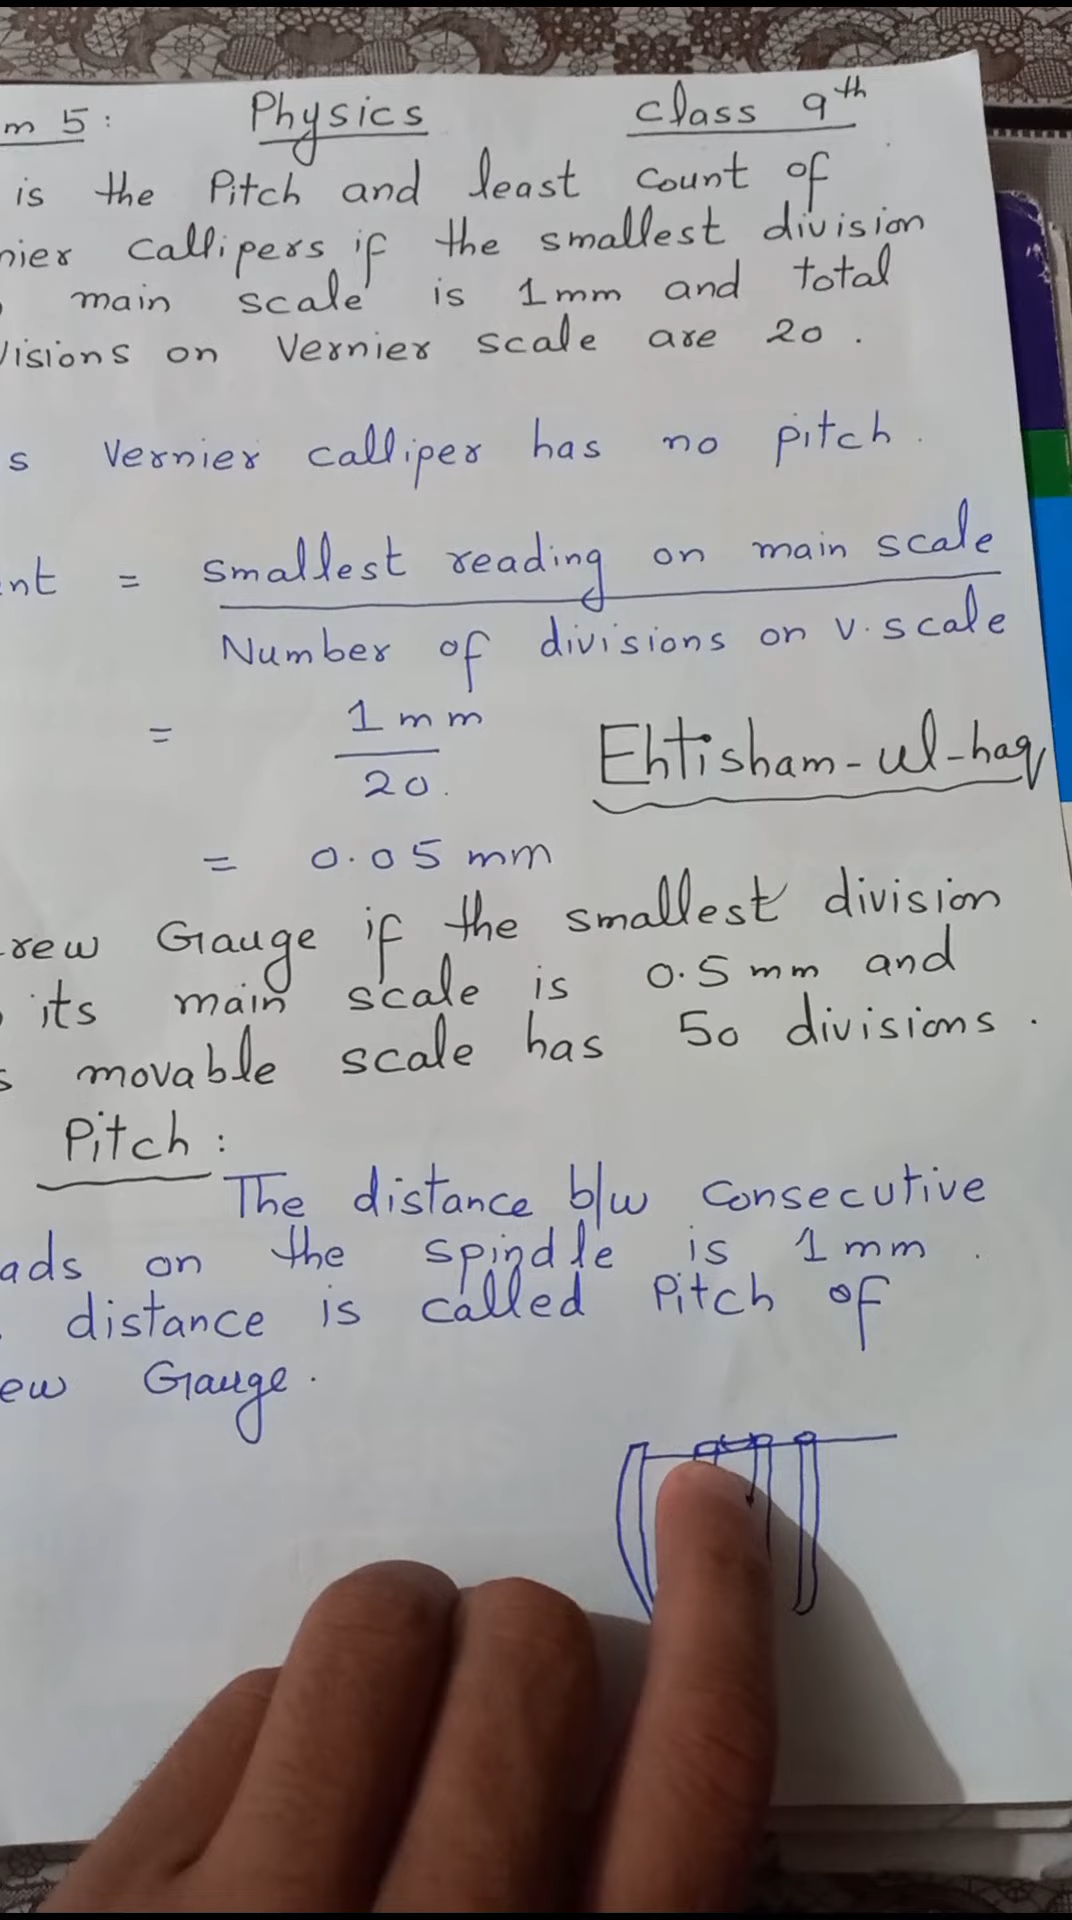 m 5: Physics Class 9th
is the Pitch and least count of
nier Callipers if the smallest division
main scale is 1mm and total
visions on Vernier scale are 20.
s Vernier calliper has no pitch.
nt = Smallest reading on main scale
Number of divisions on V.scale
= 1 mm
20.
Ehtisham-ul-haq
= 0.05 mm
rew Gauge if the smallest division
its main scale is 0.5mm and
s movable scale has 50 divisions.
Pitch:
The distance b/w Consecutive
ads on the spindle is 1mm.
distance is called Pitch of
ew Gauge.